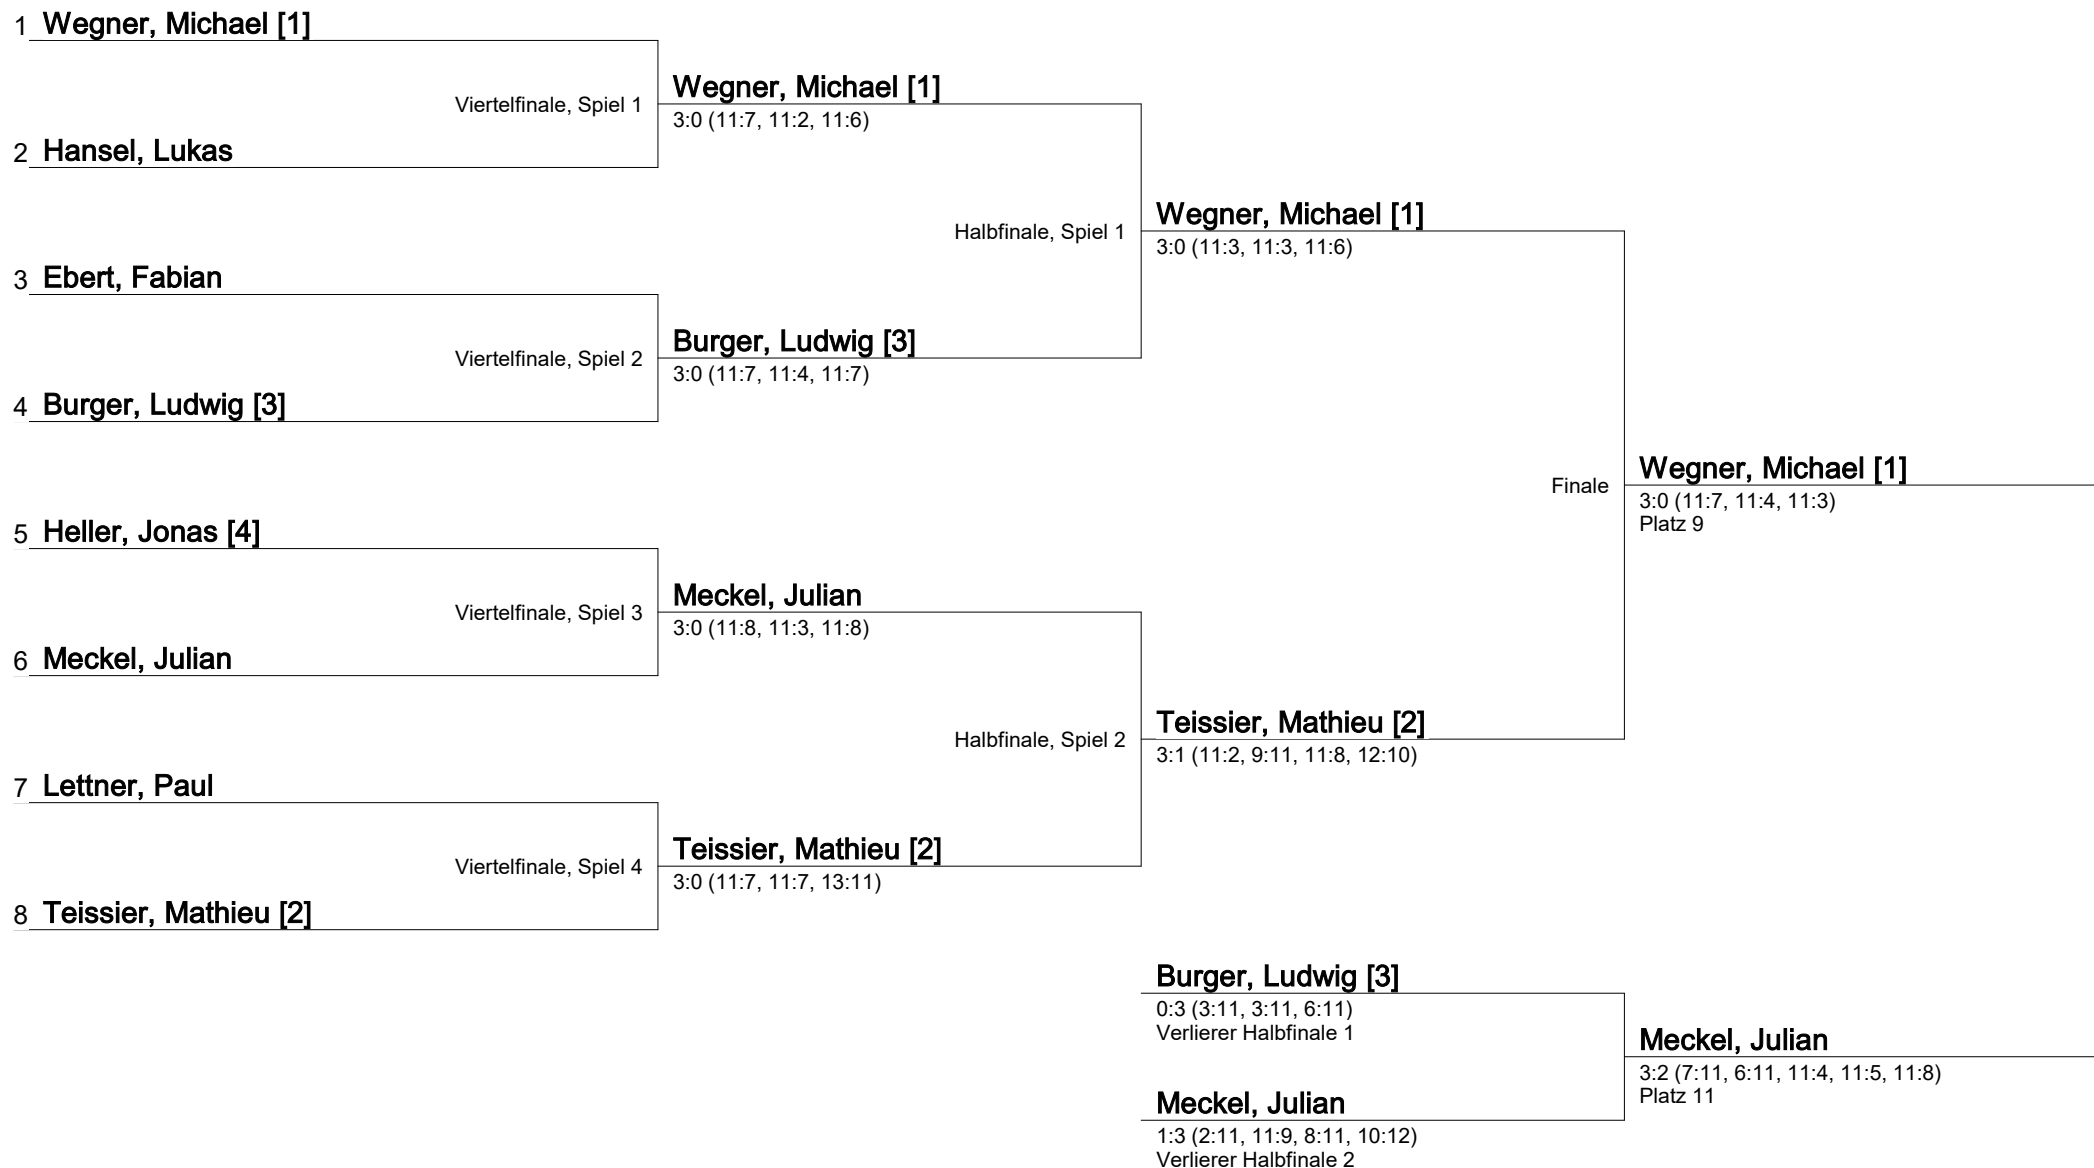 1 Wegner, Michael [1]
Viertelfinale, Spiel 1
Wegner, Michael [1]
3:0 (11:7, 11:2, 11:6)
2 Hansel, Lukas
Halbfinale, Spiel 1
Wegner, Michael [1]
3:0 (11:3, 11:3, 11:6)
3 Ebert, Fabian
Viertelfinale, Spiel 2
Burger, Ludwig [3]
3:0 (11:7, 11:4, 11:7)
4 Burger, Ludwig [3]
Finale
Wegner, Michael [1]
3:0 (11:7, 11:4, 11:3)
Platz 9
5 Heller, Jonas [4]
Viertelfinale, Spiel 3
Meckel, Julian
3:0 (11:8, 11:3, 11:8)
6 Meckel, Julian
Halbfinale, Spiel 2
Teissier, Mathieu [2]
3:1 (11:2, 9:11, 11:8, 12:10)
7 Lettner, Paul
Viertelfinale, Spiel 4
Teissier, Mathieu [2]
3:0 (11:7, 11:7, 13:11)
8 Teissier, Mathieu [2]
Burger, Ludwig [3]
0:3 (3:11, 3:11, 6:11)
Verlierer Halbfinale 1
Meckel, Julian
3:2 (7:11, 6:11, 11:4, 11:5, 11:8)
Platz 11
Meckel, Julian
1:3 (2:11, 11:9, 8:11, 10:12)
Verlierer Halbfinale 2